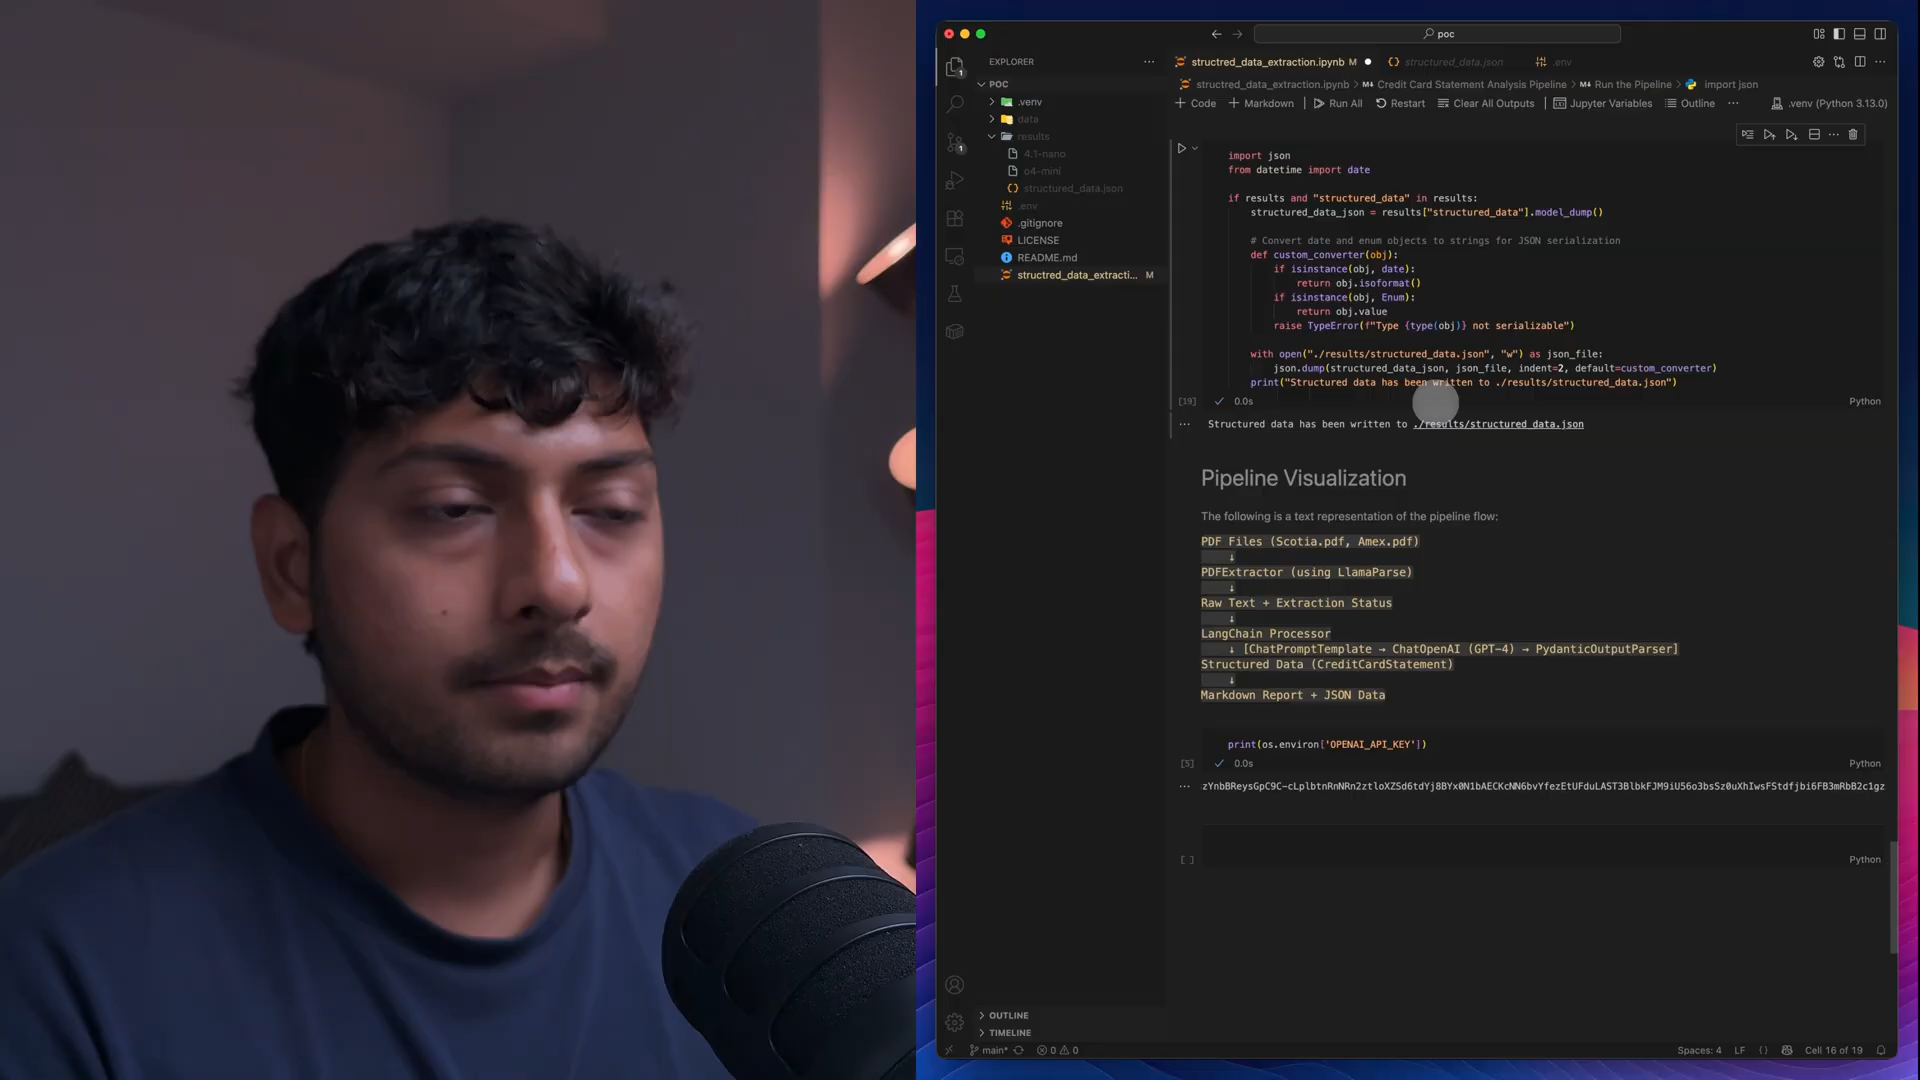 poc
EXPLORER
structred_data_extraction.ipynb M
structured_data.json
.env
POC
structred_data_extraction.ipynb > Credit Card Statement Analysis Pipeline > Run the Pipeline > import json
.venv
Code
Markdown
Run All
Restart
Clear All Outputs
Jupyter Variables
Outline
.venv (Python 3.13.0)
data
results
4.1-nano
o4-mini
structured_data.json
.env
.gitignore
LICENSE
README.md
structred_data_extracti... M
import json
from datetime import date
if results and "structured_data" in results:
structured_data_json = results["structured_data"].model_dump()
# Convert date and enum objects to strings for JSON serialization
def custom_converter(obj):
if isinstance(obj, date):
return obj.isoformat()
if isinstance(obj, Enum):
return obj.value
raise TypeError(f"Type {type(obj)} not serializable")
with open("./results/structured_data.json", "w") as json_file:
json.dump(structured_data_json, json_file, indent=2, default=custom_converter)
print("Structured data has been written to ./results/structured_data.json")
[19] 0.0s Python
Structured data has been written to ./results/structured_data.json
Pipeline Visualization
The following is a text representation of the pipeline flow:
PDF Files (Scotia.pdf, Amex.pdf)
↓
PDFExtractor (using LlamaParse)
↓
Raw Text + Extraction Status
↓
LangChain Processor
↓ [ChatPromptTemplate → ChatOpenAI (GPT-4) → PydanticOutputParser]
Structured Data (CreditCardStatement)
↓
Markdown Report + JSON Data
print(os.environ['OPENAI_API_KEY'])
[5] 0.0s Python
[ ] Python
OUTLINE
TIMELINE
main* 0 0
Spaces: 4 LF { } Cell 16 of 19